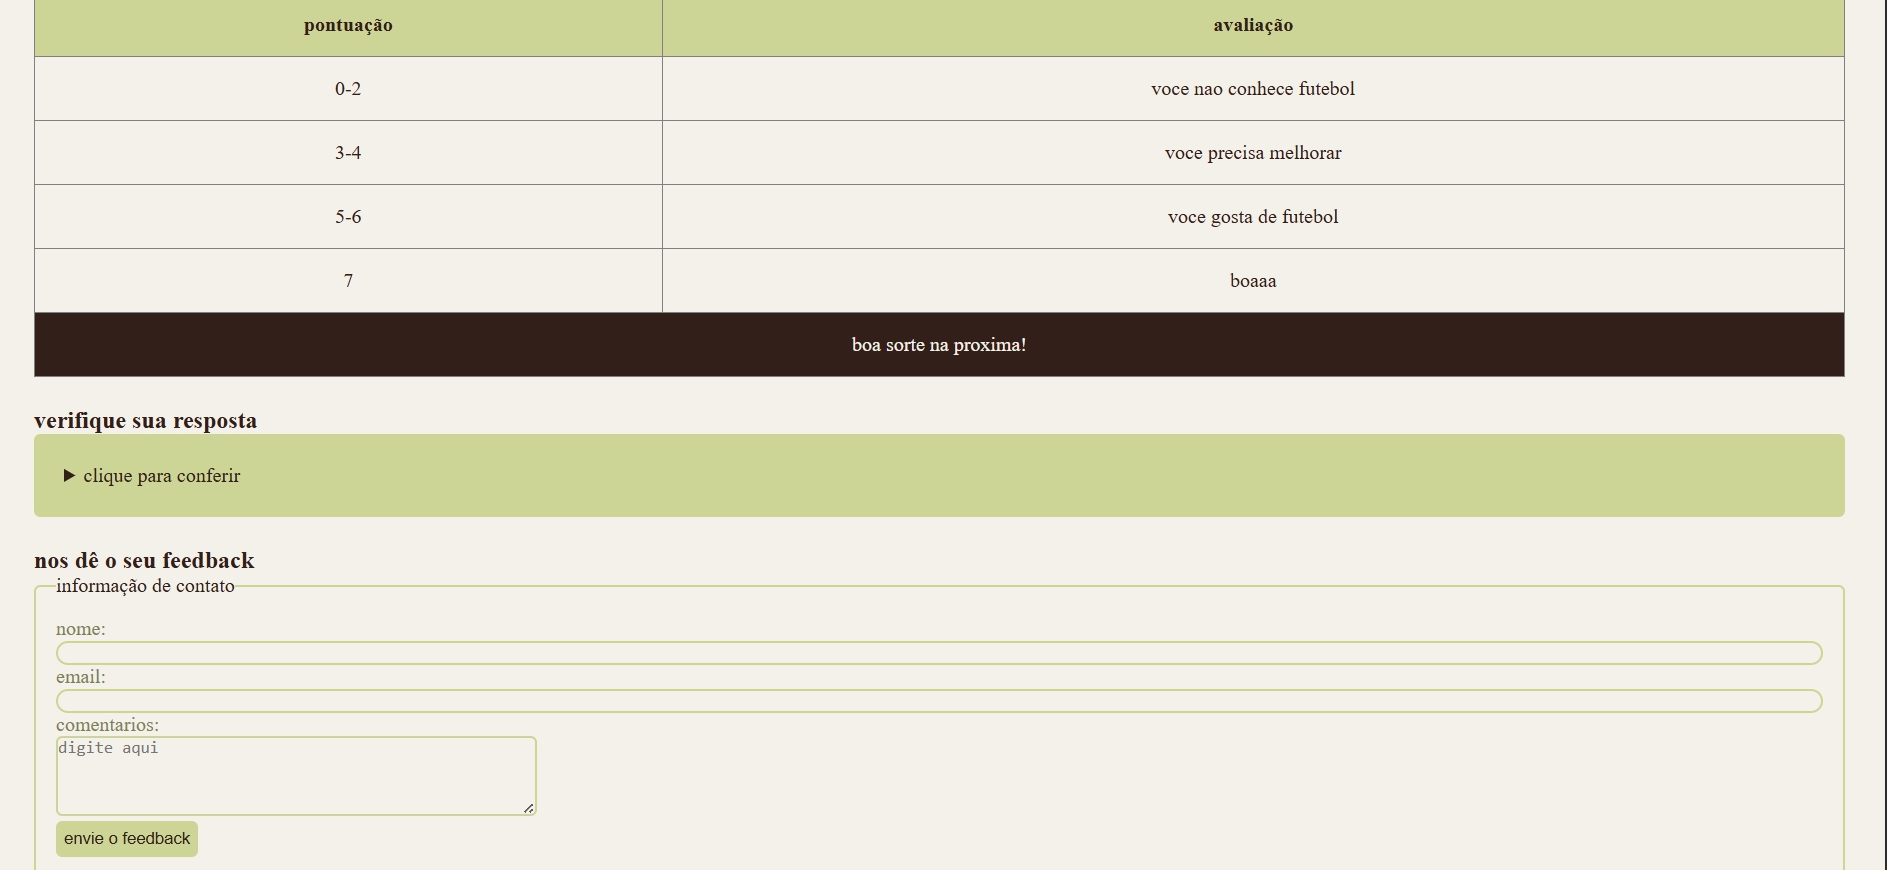 pontuação avaliação
0-2 voce nao conhece futebol
3-4 voce precisa melhorar
5-6 voce gosta de futebol
7 boaaa
boa sorte na proxima!
verifique sua resposta
clique para conferir
nos dê o seu feedback
informação de contato
nome:
email:
comentarios:
digite aqui
envie o feedback